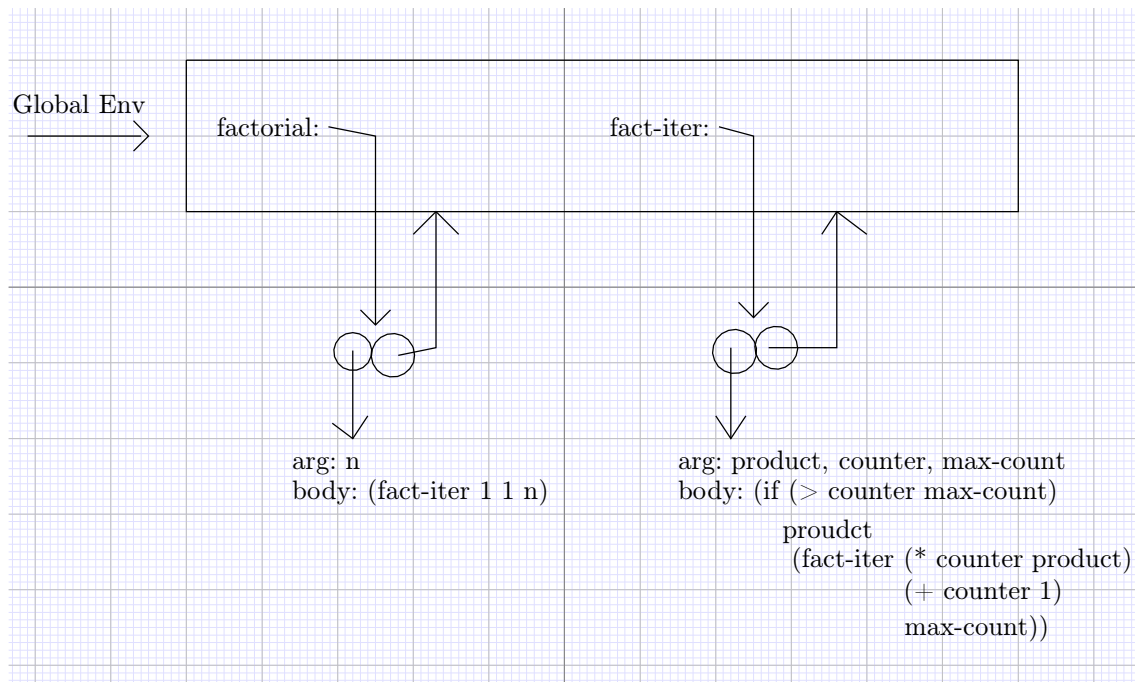 Global Env
factorial:
fact-iter:
arg: n
body: (fact-iter 1 1 n)
arg: product, counter, max-count
body: (if (> counter max-count)
proudct
(fact-iter (* counter product)
(+ counter 1)
max-count))